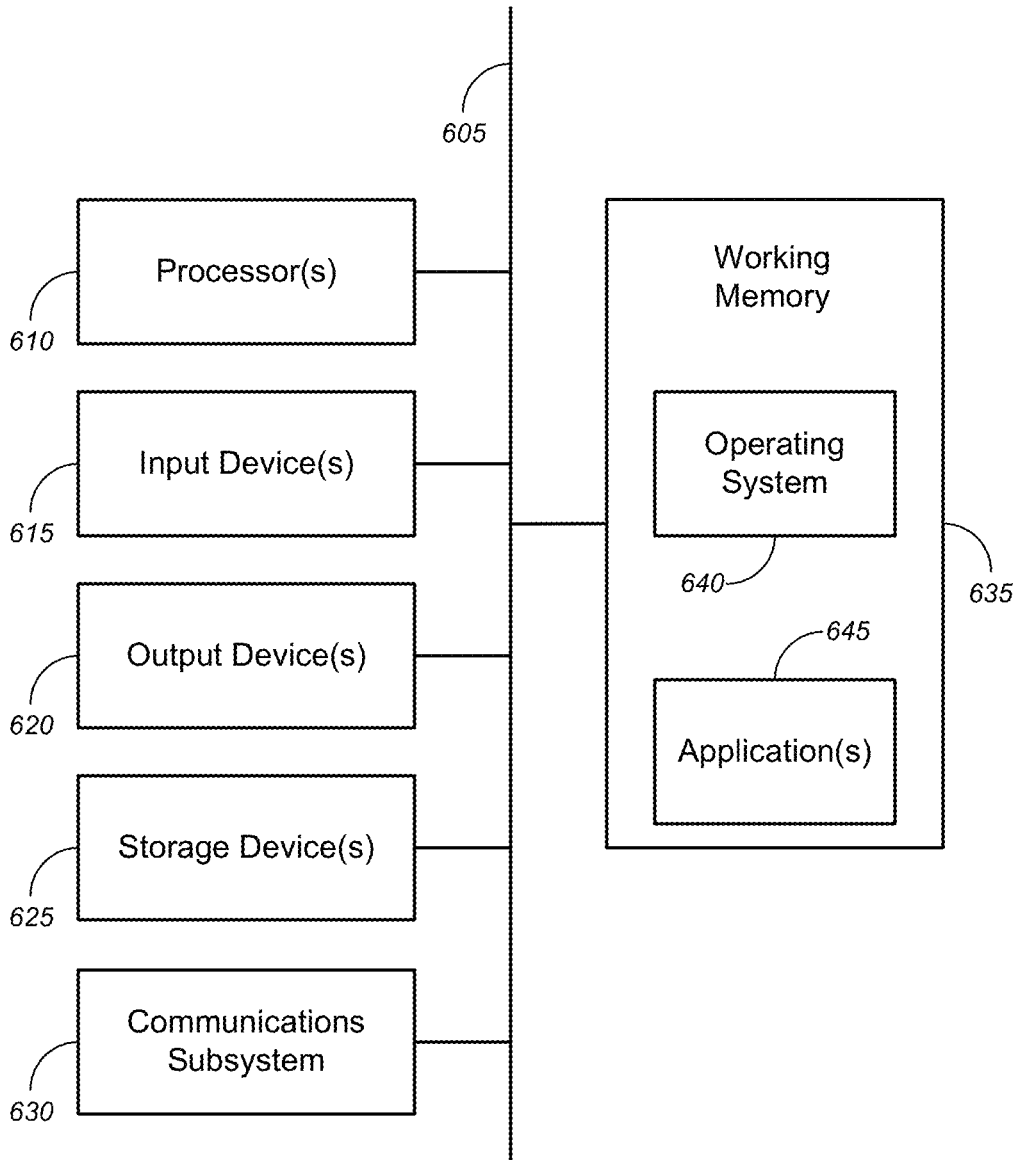 605
Processor(s)
610
Input Device(s)
615
Output Device(s)
620
Storage Device(s)
625
Communications
Subsystem
630
Working
Memory
Operating
System
640
635
645
Application(s)